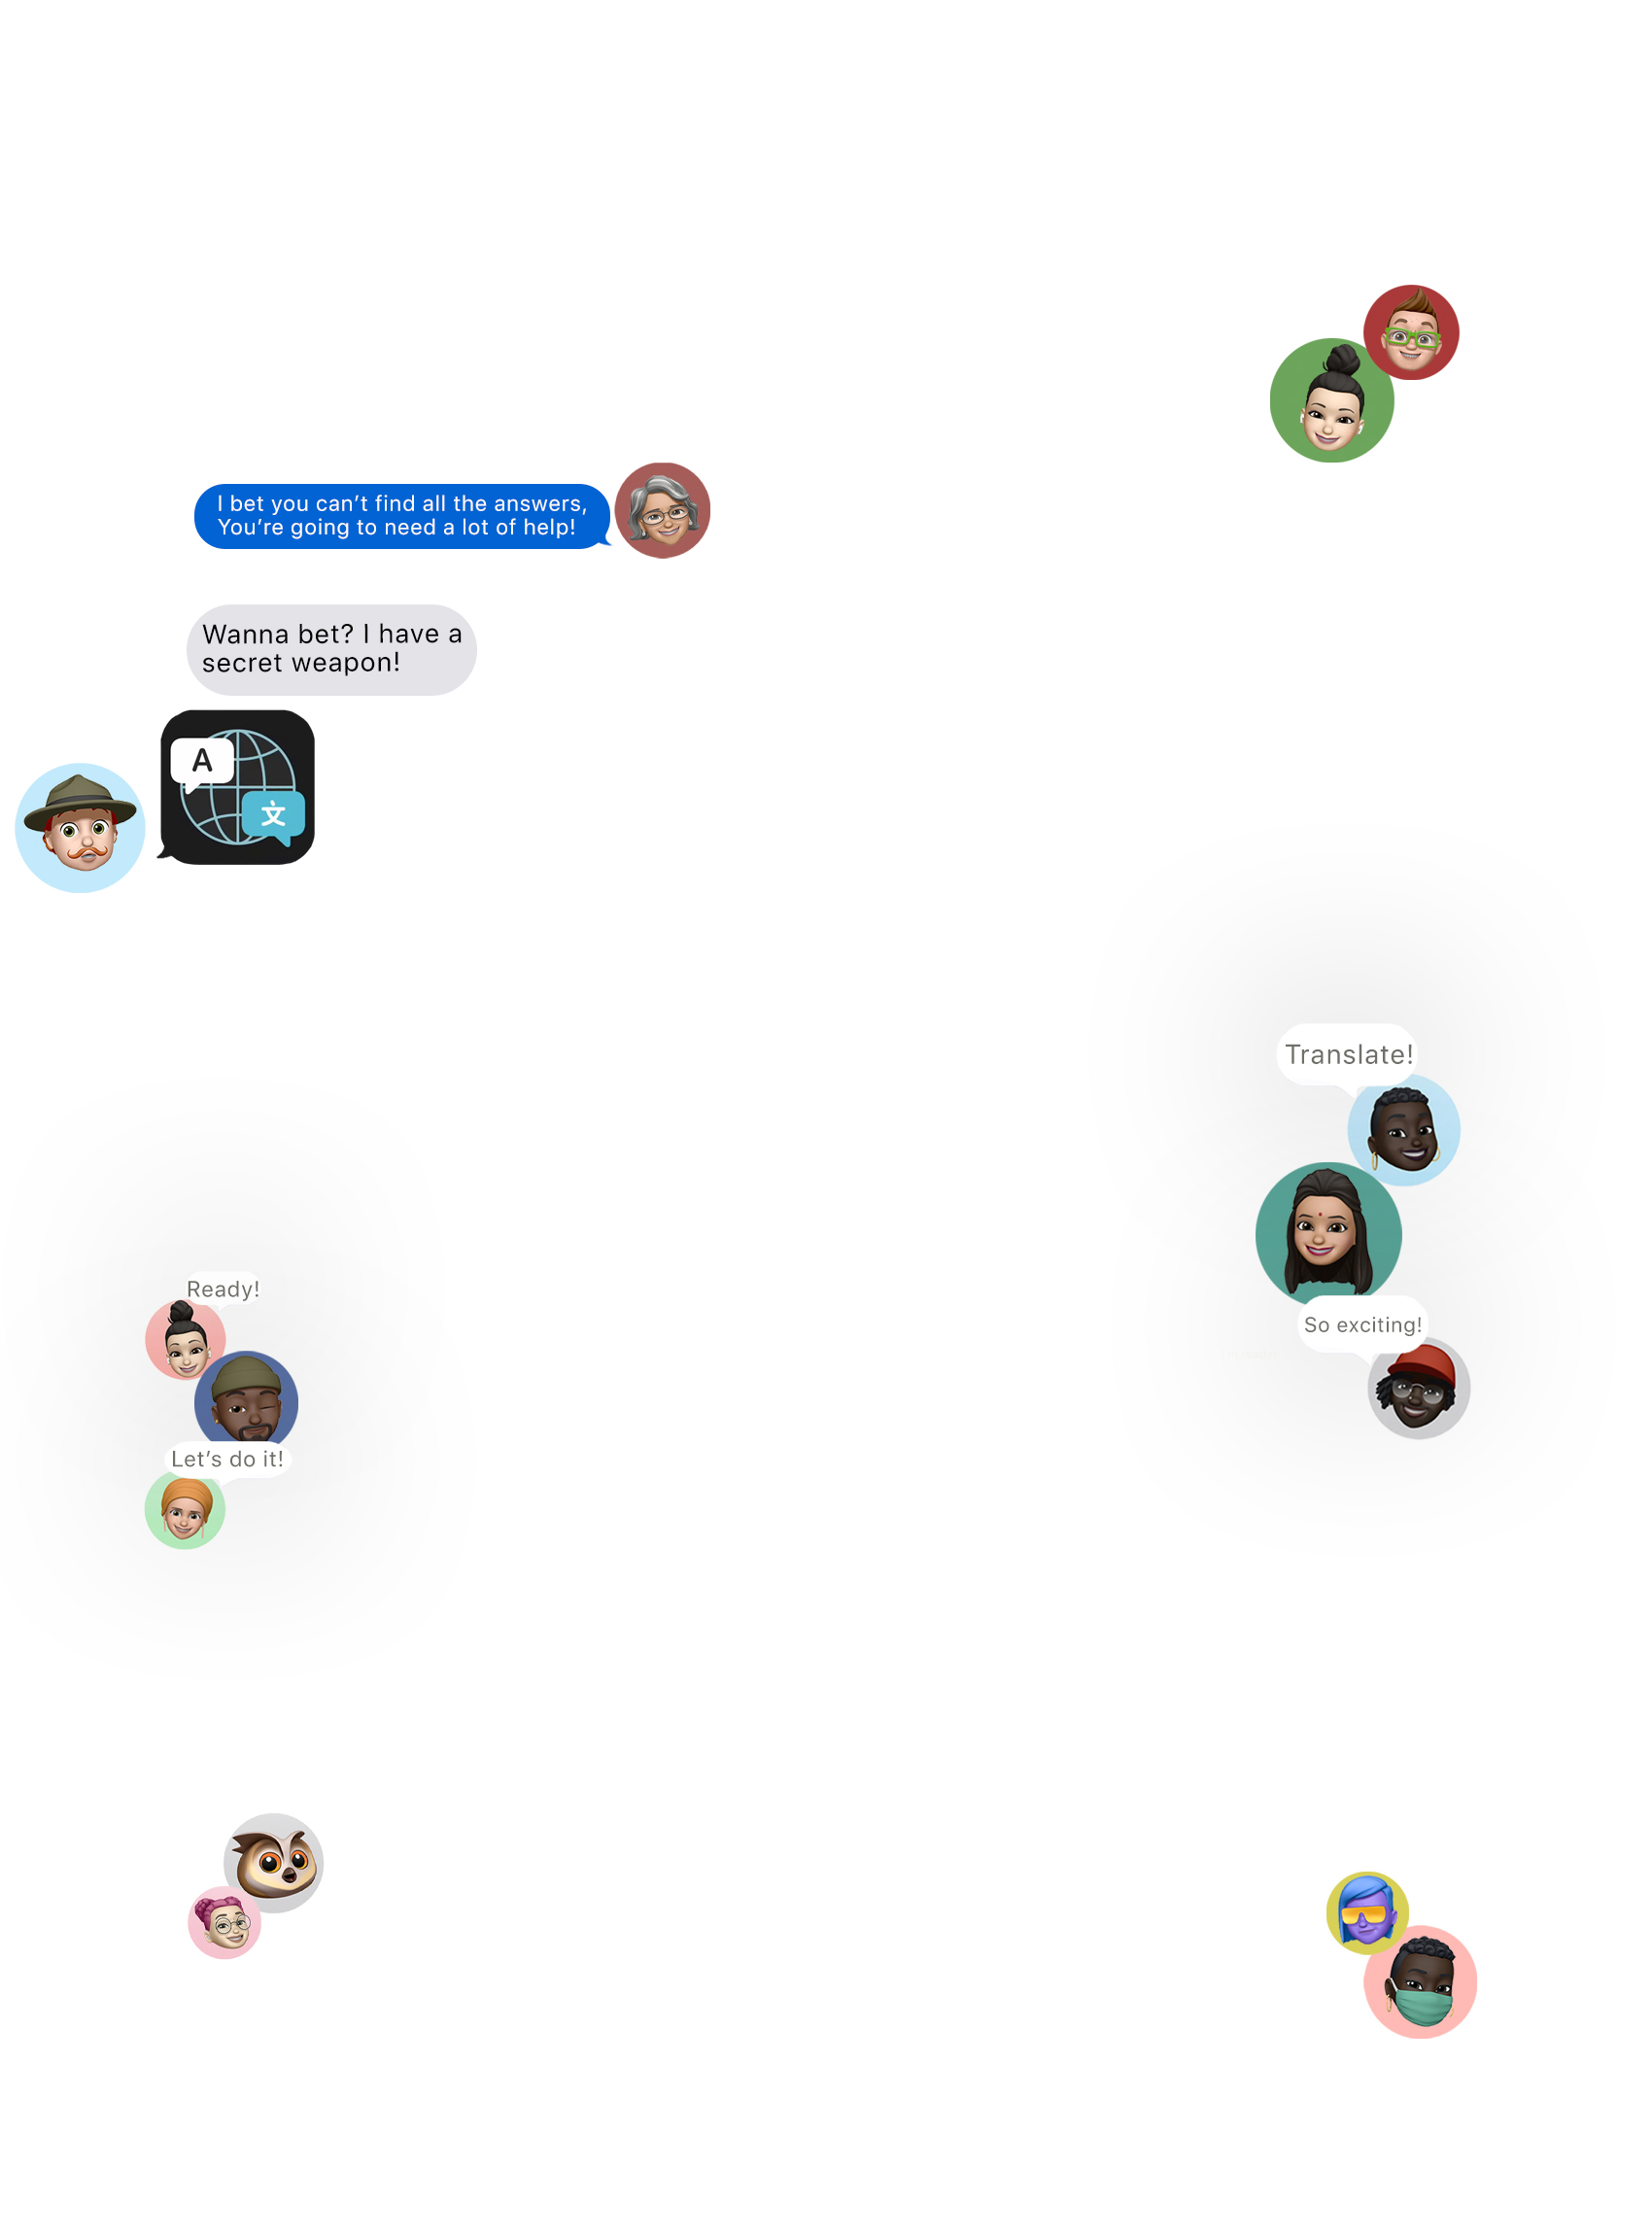 I bet you can’t find all the answers,
You’re going to need a lot of help!
Wanna bet? I have a
secret weapon!
A
文
Translate!
So exciting!
Ready!
Let’s do it!